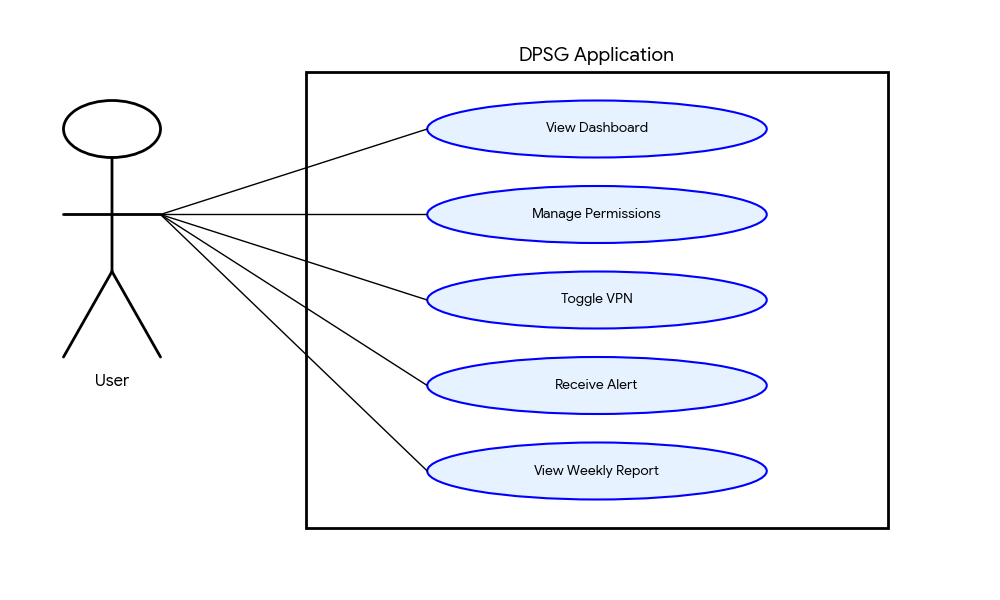 DPSG Application
View Dashboard
Manage Permissions
Toggle VPN
Receive Alert
View Weekly Report
User